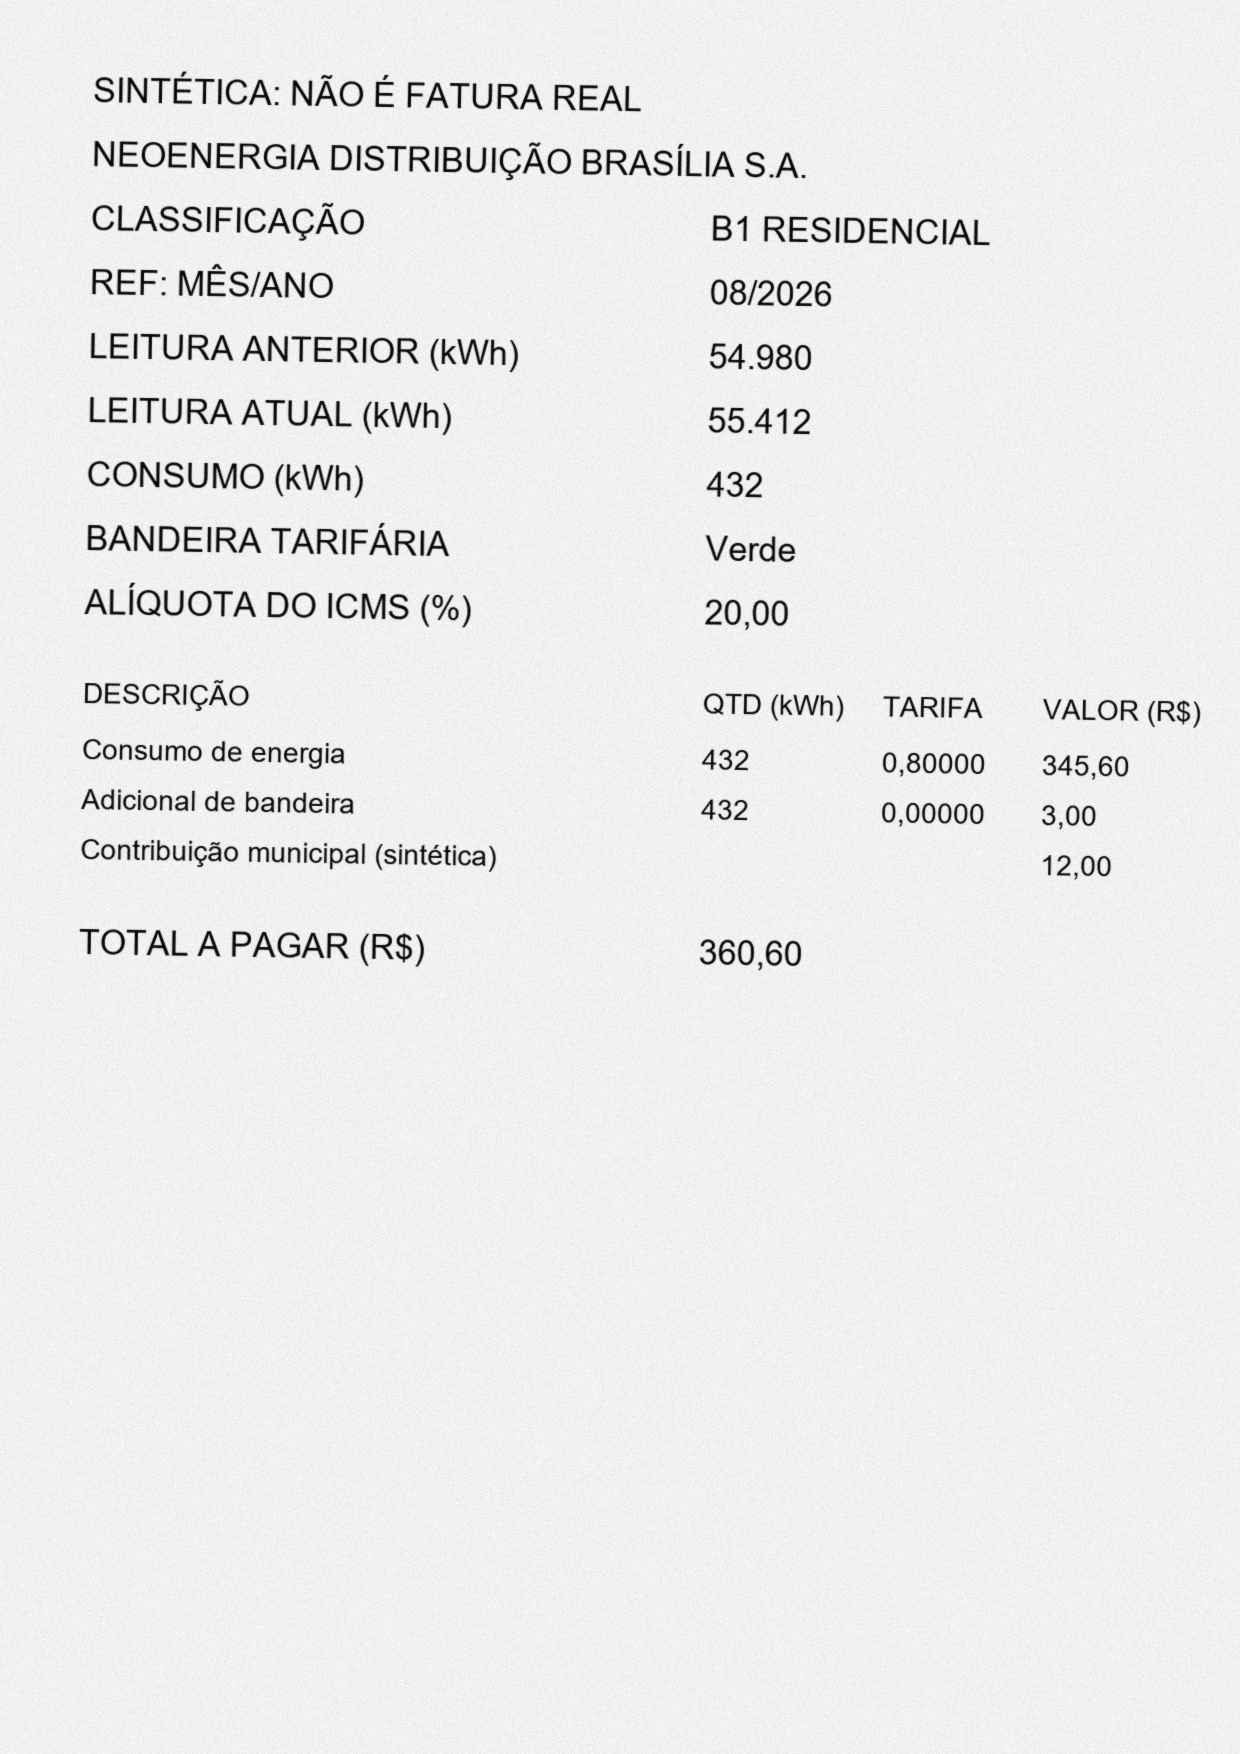 SINTÉTICA: NÃO É FATURA REAL
NEOENERGIA DISTRIBUIÇÃO BRASÍLIA S.A.
CLASSIFICAÇÃO B1 RESIDENCIAL
REF: MÊS/ANO 08/2026
LEITURA ANTERIOR (kWh) 54.980
LEITURA ATUAL (kWh) 55.412
CONSUMO (kWh) 432
BANDEIRA TARIFÁRIA Verde
ALÍQUOTA DO ICMS (%) 20,00
DESCRIÇÃO QTD (kWh) TARIFA VALOR (R$)
Consumo de energia 432 0,80000 345,60
Adicional de bandeira 432 0,00000 3,00
Contribuição municipal (sintética) 12,00
TOTAL A PAGAR (R$) 360,60